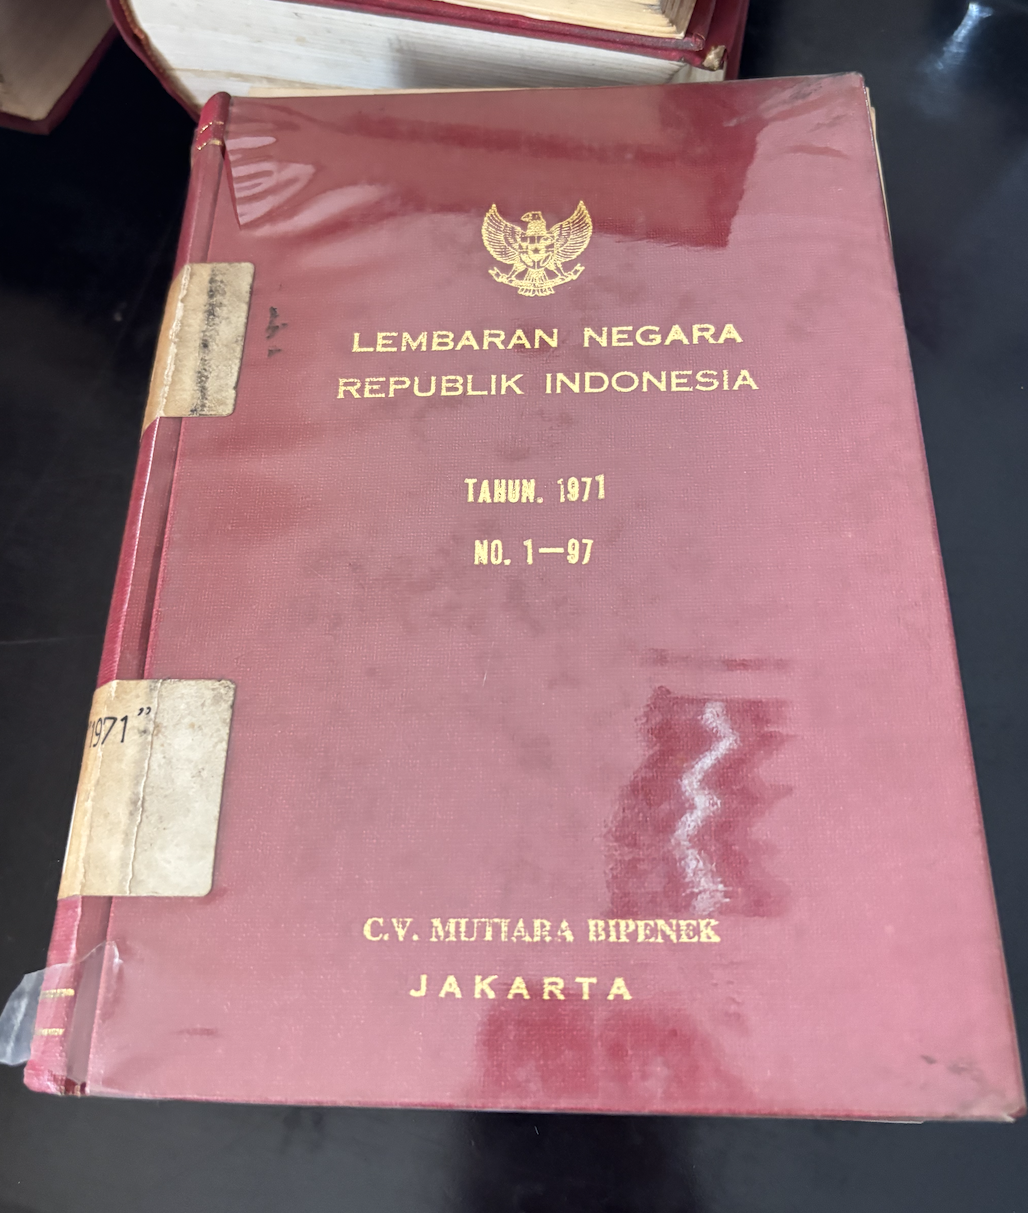 LEMBARAN NEGARA
REPUBLIK INDONESIA
TAHUN. 1971
NO. 1—97
"1971"
C.V. MUTIARA BIPENEK
JAKARTA